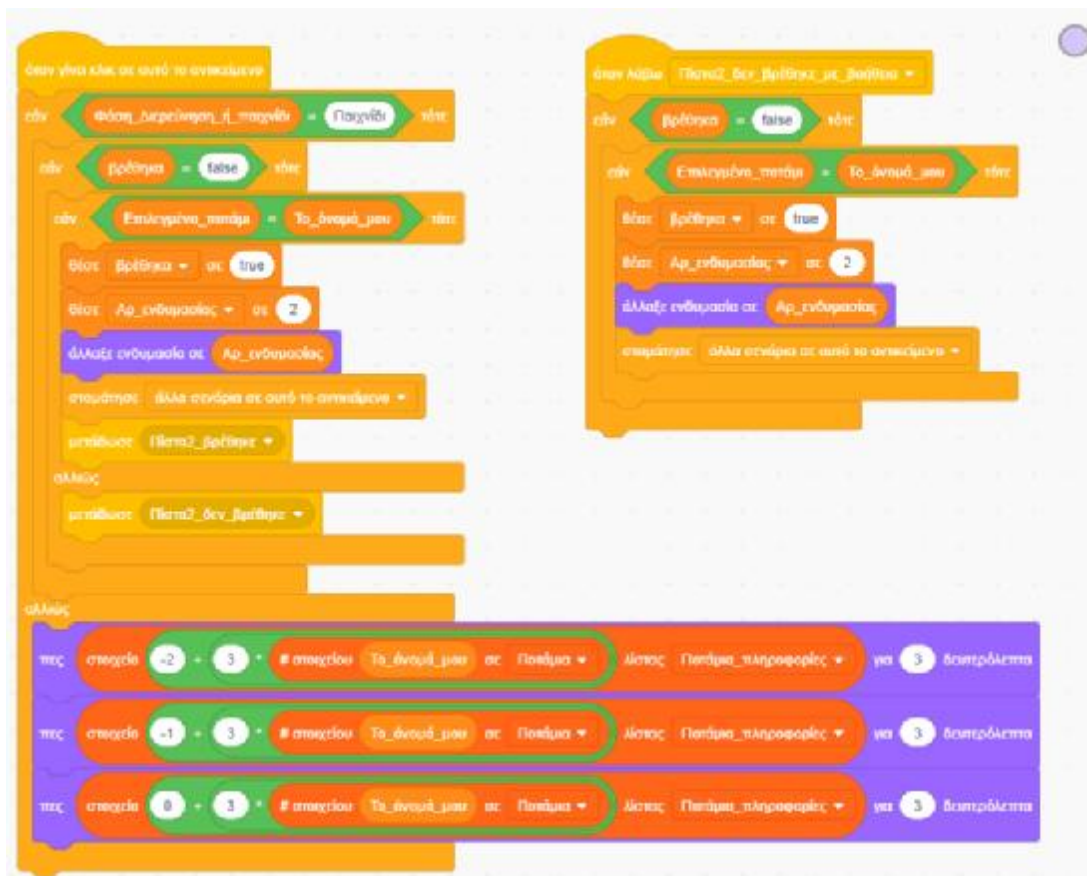 όταν γίνει κλικ σε αυτό το αντικείμενο
εάν Φάση_Διερεύνηση_ή_παιχνίδι = Παιχνίδι τότε
εάν βρέθηκα = false τότε
εάν Επιλεγμένο_ποτάμι = Το_όνομά_μου τότε
θέσε βρέθηκα σε true
θέσε Αρ_ενδυμασίας σε 2
άλλαξε ενδυμασία σε Αρ_ενδυμασίας
σταμάτησε άλλα σενάρια σε αυτό το αντικείμενο
μετάδωσε Πίστα2_βρέθηκε
αλλιώς
μετάδωσε Πίστα2_δεν_βρέθηκε
αλλιώς
πες στοιχείο -2 + 3 * # στοιχείου Το_όνομά_μου σε Ποτάμια λίστας Ποτάμια_πληροφορίες για 3 δευτερόλεπτα
πες στοιχείο -1 + 3 * # στοιχείου Το_όνομά_μου σε Ποτάμια λίστας Ποτάμια_πληροφορίες για 3 δευτερόλεπτα
πες στοιχείο 0 + 3 * # στοιχείου Το_όνομά_μου σε Ποτάμια λίστας Ποτάμια_πληροφορίες για 3 δευτερόλεπτα
όταν λάβω Πίστα2_δεν_βρέθηκε_με_βοήθεια
εάν βρέθηκα = false τότε
εάν Επιλεγμένο_ποτάμι = Το_όνομά_μου τότε
θέσε βρέθηκα σε true
θέσε Αρ_ενδυμασίας σε 2
άλλαξε ενδυμασία σε Αρ_ενδυμασίας
σταμάτησε άλλα σενάρια σε αυτό το αντικείμενο